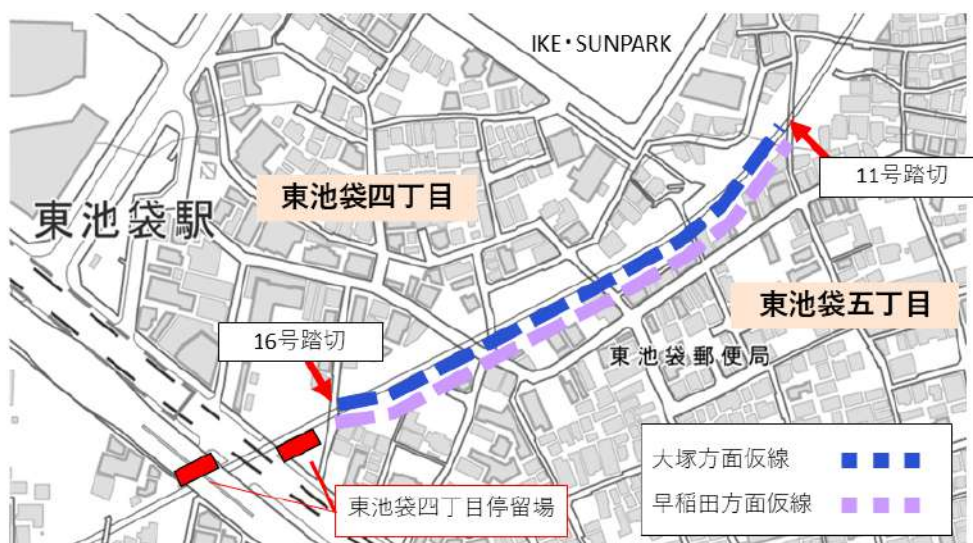 IKE・SUNPARK
11号踏切
東池袋四丁目
東池袋駅
東池袋五丁目
16号踏切
東池袋郵便局
大塚方面仮線
早稲田方面仮線
東池袋四丁目停留場